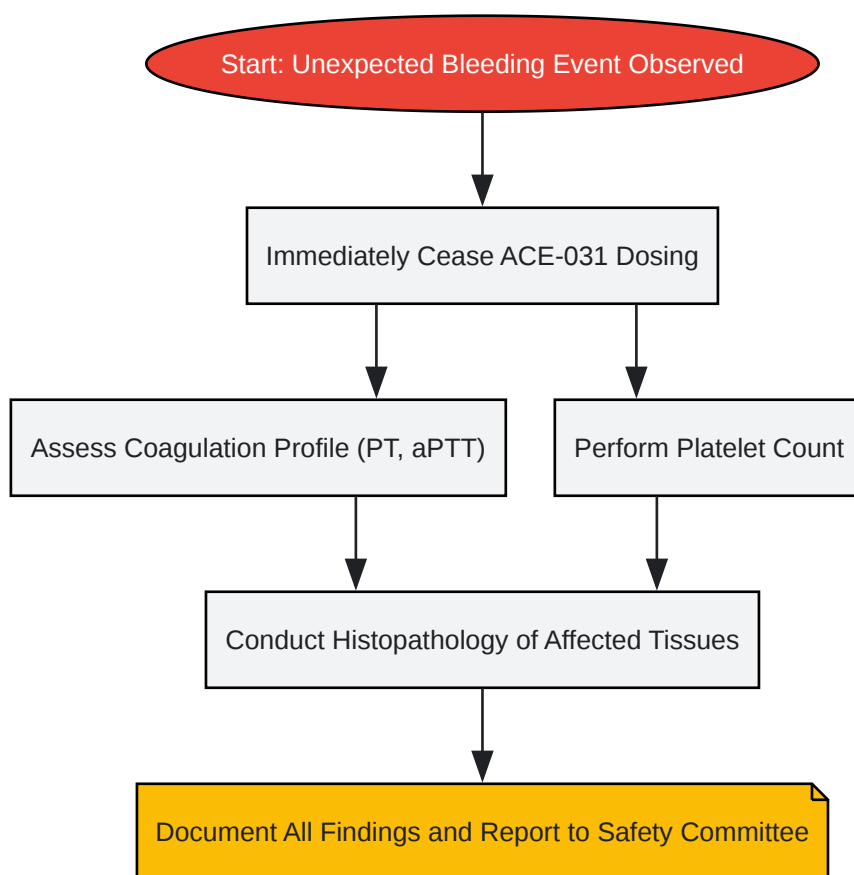 Start: Unexpected Bleeding Event Observed
Immediately Cease ACE-031 Dosing
Assess Coagulation Profile (PT, aPTT)
Perform Platelet Count
Conduct Histopathology of Affected Tissues
Document All Findings and Report to Safety Committee